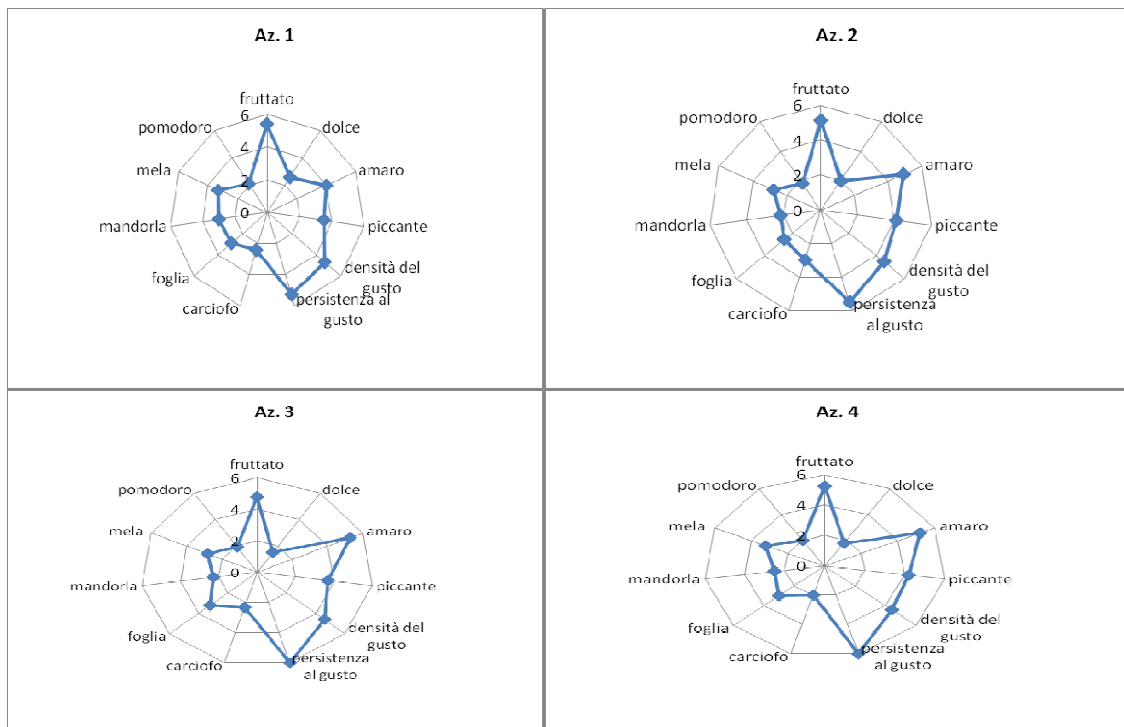 Az. 1
fruttato
6
pomodoro
dolce
4
mela
amaro
2
0
mandorla
piccante
foglia
densità del
gusto
carciofo
persistenza al
gusto
Az. 2
fruttato
6
pomodoro
dolce
4
mela
amaro
2
0
mandorla
piccante
foglia
densità del
gusto
carciofo
persistenza
al gusto
Az. 3
fruttato
6
pomodoro
dolce
4
mela
amaro
2
0
mandorla
piccante
foglia
densità del
gusto
carciofo
persistenza
al gusto
Az. 4
fruttato
6
pomodoro
dolce
4
mela
amaro
2
0
mandorla
piccante
foglia
densità del
gusto
carciofo
persistenza
al gusto